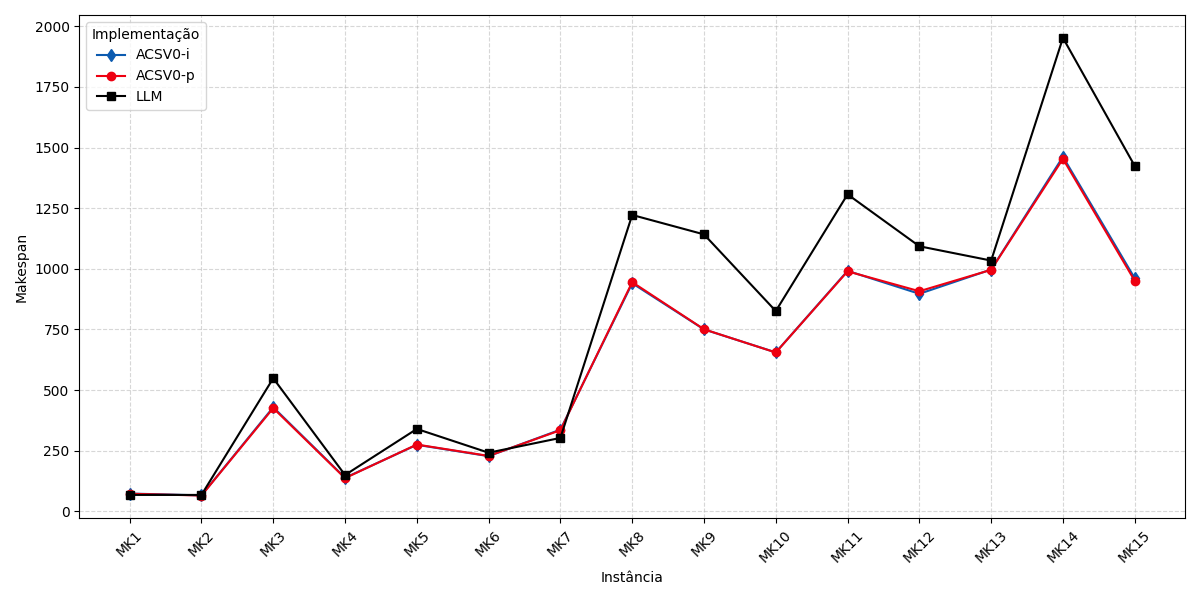 Implementação
ACSV0-i
ACSV0-p
LLM
Makespan
2000
1750
1500
1250
1000
750
500
250
0
MK1 MK2 MK3 MK4 MK5 MK6 MK7 MK8 MK9 MK10 MK11 MK12 MK13 MK14 MK15
Instância